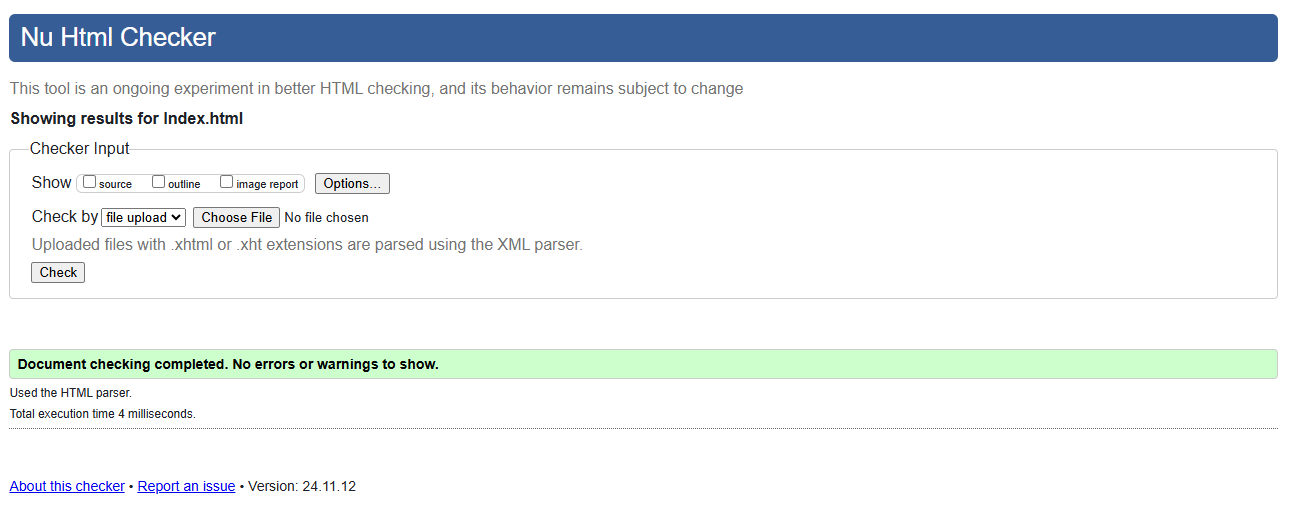 Nu Html Checker
This tool is an ongoing experiment in better HTML checking, and its behavior remains subject to change
Showing results for Index.html
Checker Input
Show source outline image report Options...
Check by file upload Choose File No file chosen
Uploaded files with .xhtml or .xht extensions are parsed using the XML parser.
Check
Document checking completed. No errors or warnings to show.
Used the HTML parser.
Total execution time 4 milliseconds.
About this checker • Report an issue • Version: 24.11.12